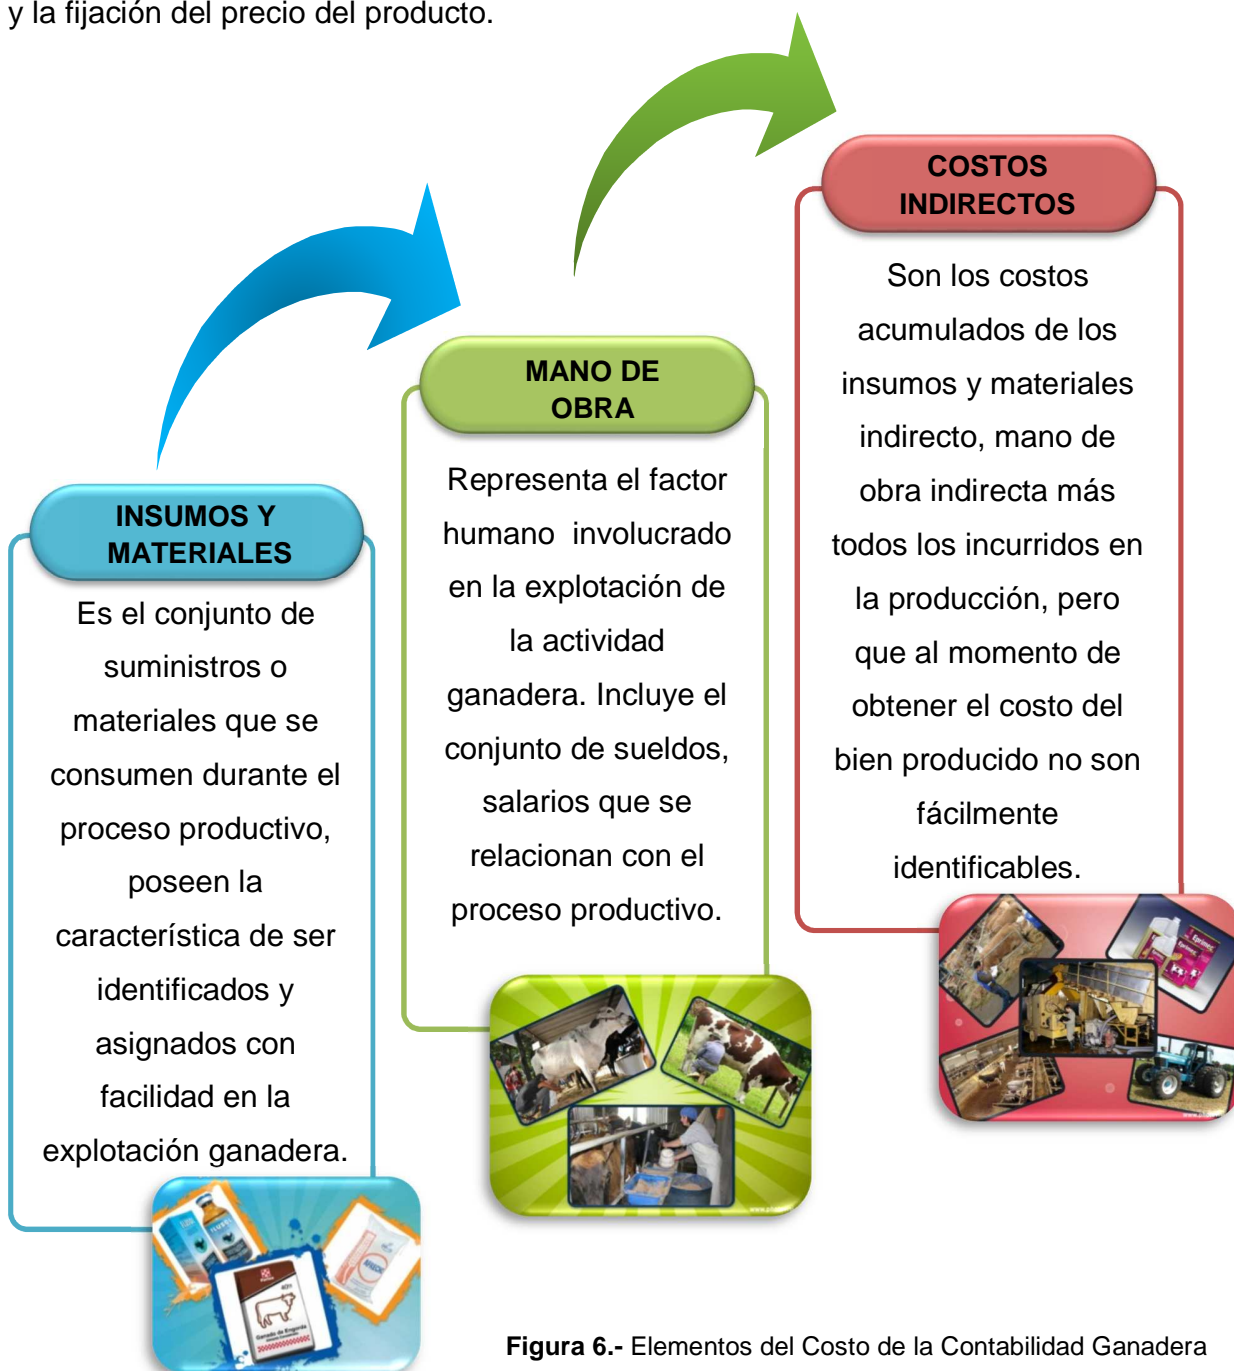 y la fijación del precio del producto.
INSUMOS Y
MATERIALES
Es el conjunto de
suministros o
materiales que se
consumen durante el
proceso productivo,
poseen la
característica de ser
identificados y
asignados con
facilidad en la
explotación ganadera.
MANO DE
OBRA
Representa el factor
humano involucrado
en la explotación de
la actividad
ganadera. Incluye el
conjunto de sueldos,
salarios que se
relacionan con el
proceso productivo.
COSTOS
INDIRECTOS
Son los costos
acumulados de los
insumos y materiales
indirecto, mano de
obra indirecta más
todos los incurridos en
la producción, pero
que al momento de
obtener el costo del
bien producido no son
fácilmente
identificables.
Eprimec
Ganado de Engorda
Figura 6.- Elementos del Costo de la Contabilidad Ganadera